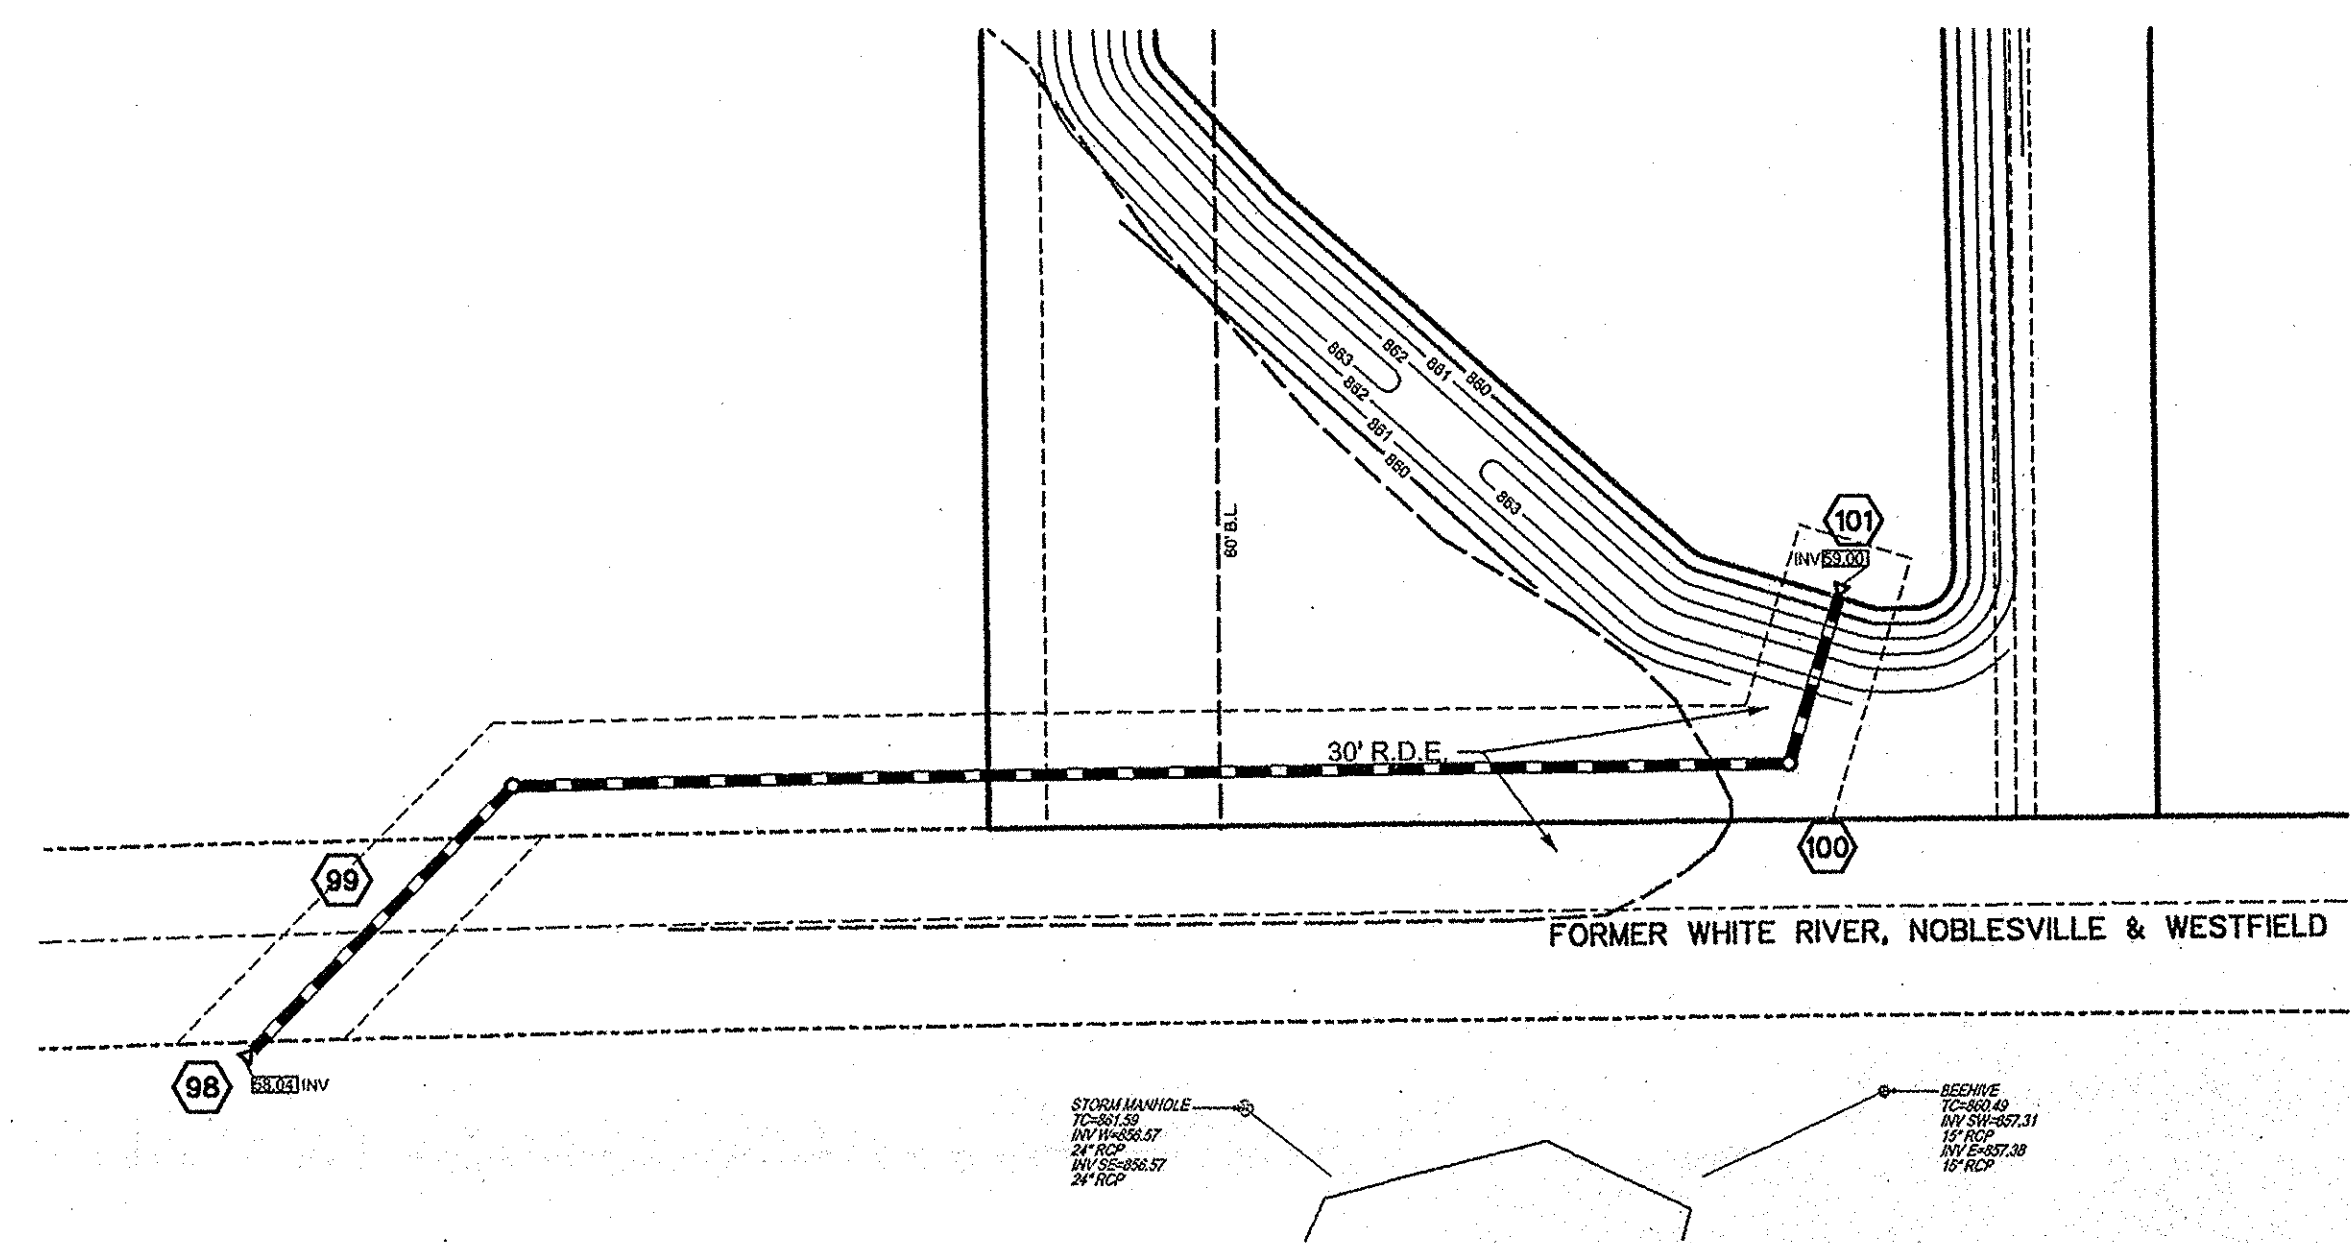 863
862
861
860
862
861
860
863
60' B.L.
101
INV 59.00
30' R.D.E.
99
100
FORMER WHITE RIVER, NOBLESVILLE & WESTFIELD
98
58.04 INV
STORM MANHOLE
TC=861.59
INV W=856.57
24" RCP
INV SE=856.57
24" RCP
BEEHIVE
TC=860.49
INV SW=857.31
15" RCP
INV E=857.38
15" RCP